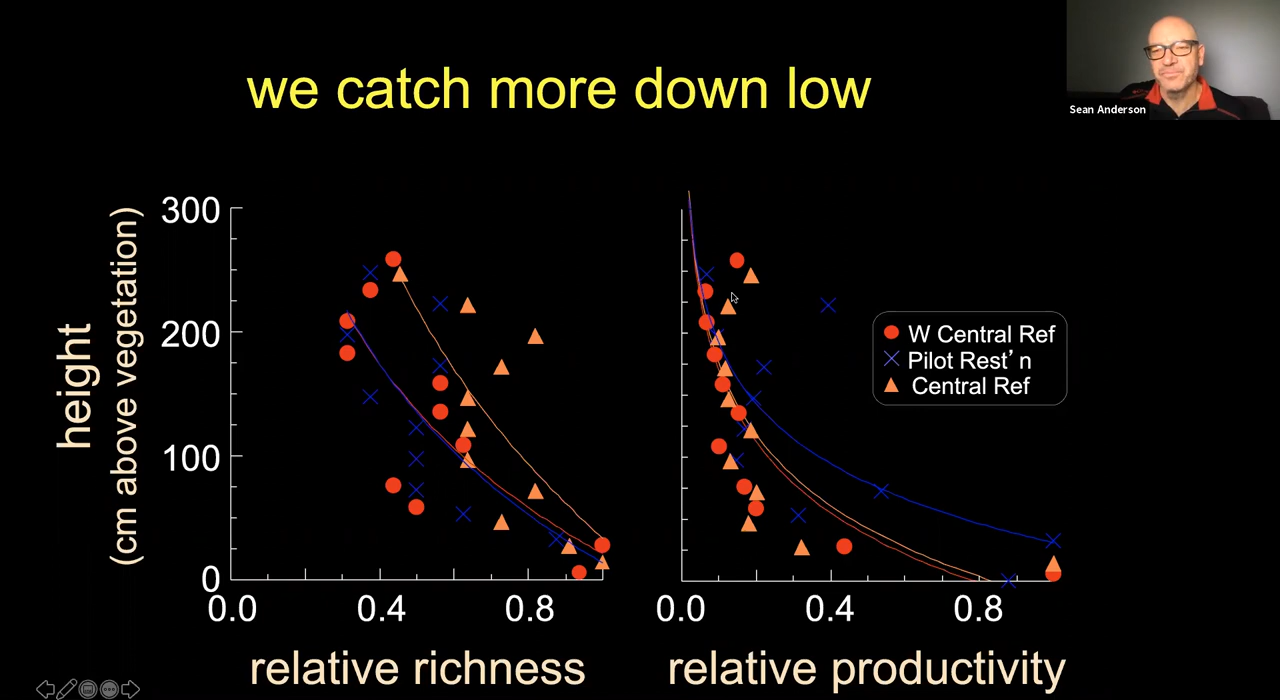 we catch more down low
Sean Anderson
height
(cm above vegetation)
300
200
100
0
0.0 0.4 0.8
relative richness
0.0 0.4 0.8
relative productivity
W Central Ref
Pilot Rest’n
Central Ref